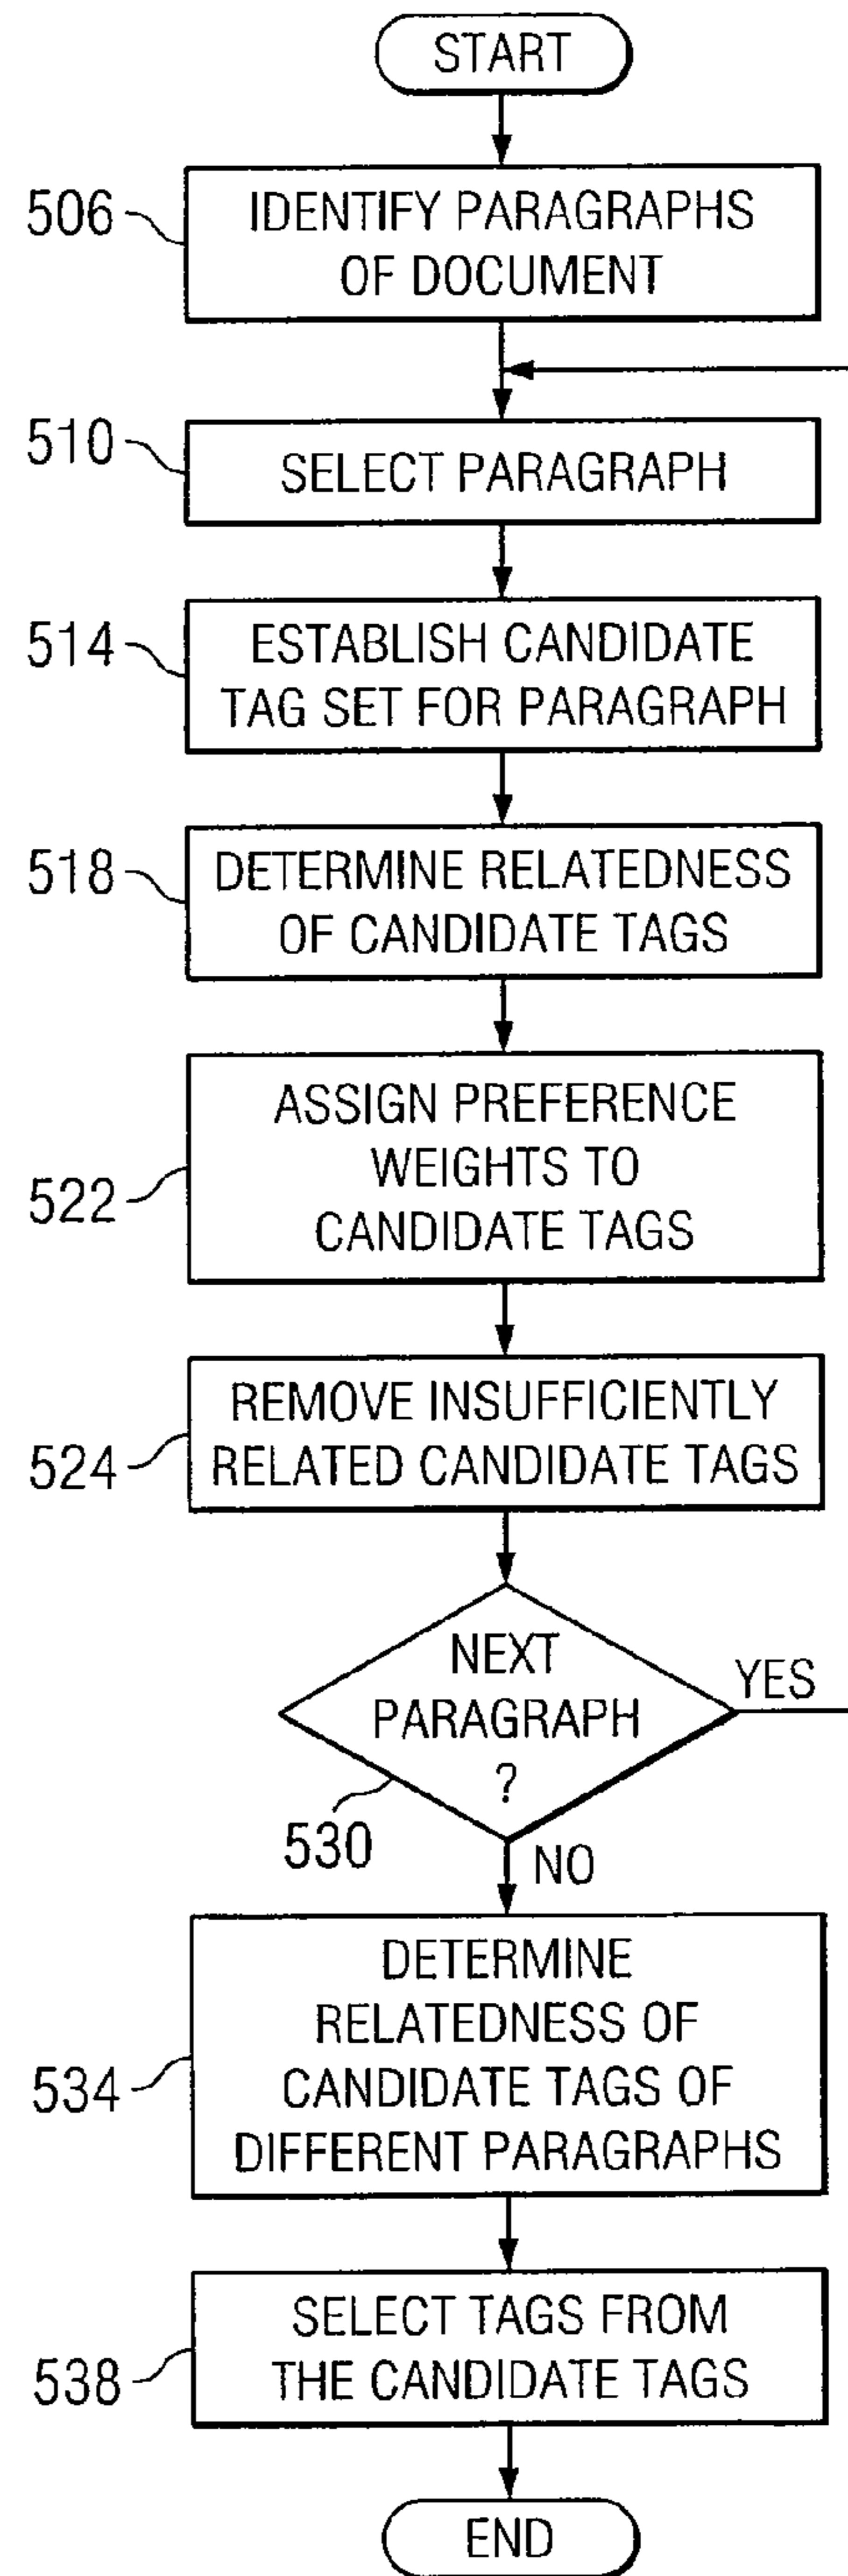 START
506
IDENTIFY PARAGRAPHS
OF DOCUMENT
510
SELECT PARAGRAPH
514
ESTABLISH CANDIDATE
TAG SET FOR PARAGRAPH
518
DETERMINE RELATEDNESS
OF CANDIDATE TAGS
522
ASSIGN PREFERENCE
WEIGHTS TO
CANDIDATE TAGS
524
REMOVE INSUFFICIENTLY
RELATED CANDIDATE TAGS
NEXT
PARAGRAPH
?
YES
530
NO
534
DETERMINE
RELATEDNESS OF
CANDIDATE TAGS OF
DIFFERENT PARAGRAPHS
538
SELECT TAGS FROM
THE CANDIDATE TAGS
END